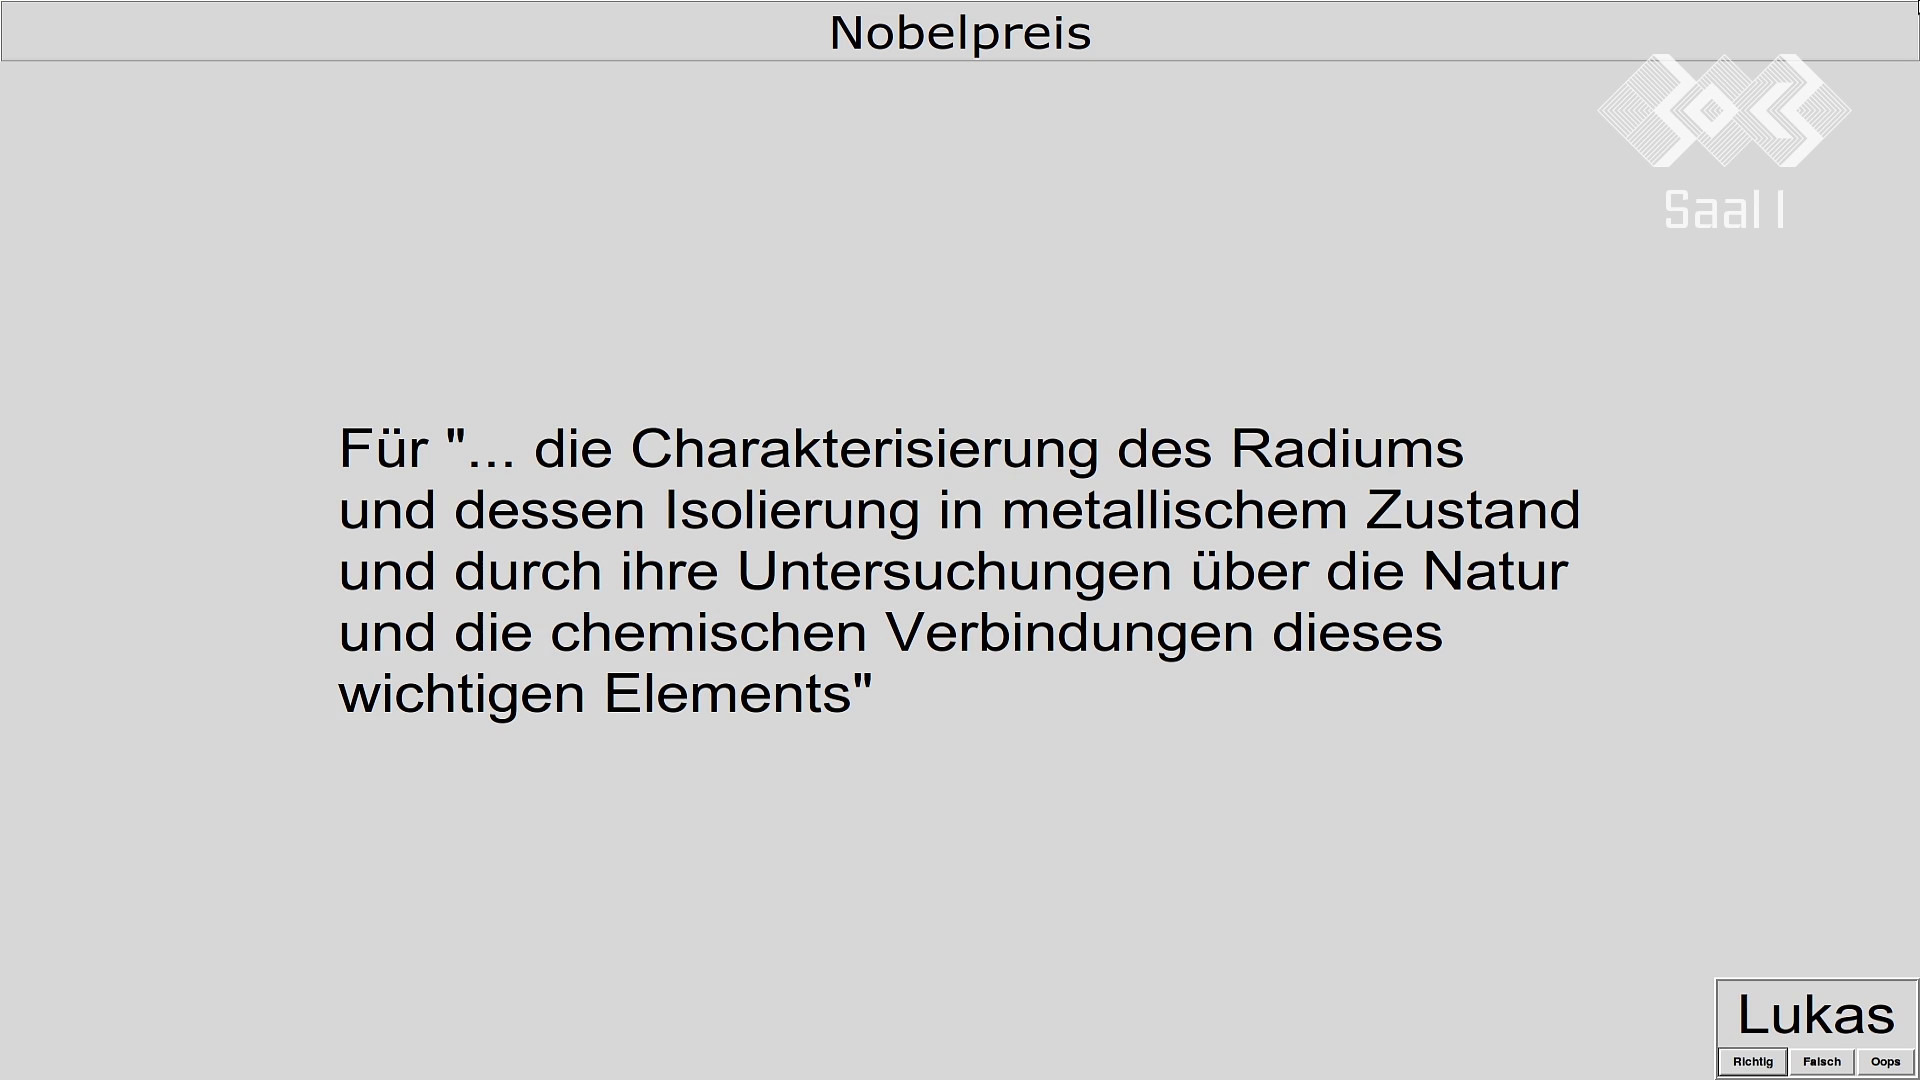 Nobelpreis
Saal 1
Für "... die Charakterisierung des Radiums
und dessen Isolierung in metallischem Zustand
und durch ihre Untersuchungen über die Natur
und die chemischen Verbindungen dieses
wichtigen Elements"
Lukas
Richtig Falsch Oops